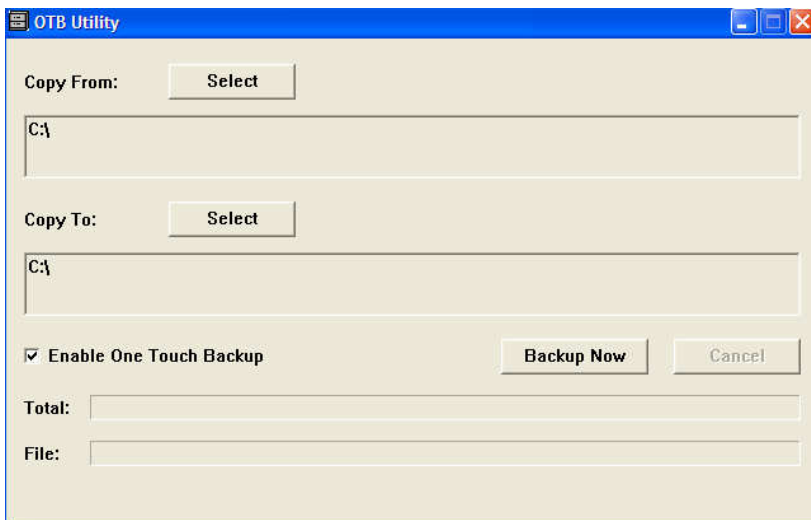 OTB Utility
Copy From: Select
C:\
Copy To: Select
C:\
Enable One Touch Backup Backup Now Cancel
Total:
File: